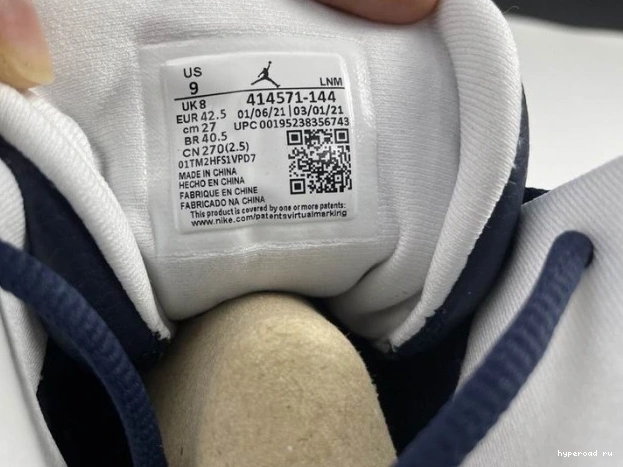 US
9
LNM
UK 8
414571-144
EUR 42.5
01/06/21 03/01/21
cm 27
UPC 00195238356743
BR 40.5
CN 270(2.5)
01TM2HFS1VPD7
MADE IN CHINA
HECHO EN CHINA
FABRIQUE EN CHINE
FABRICADO NA CHINA
This product is covered by one or more patents:
www.nike.com/patentsvirtualmarking
hyperoad ru